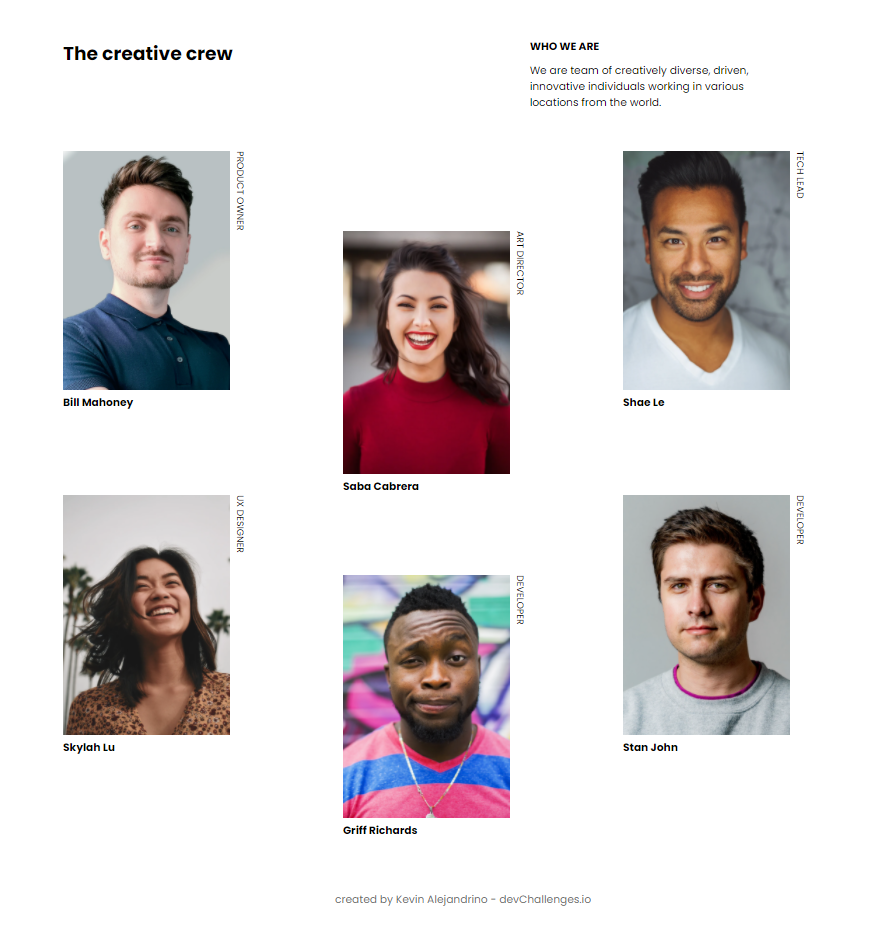 The creative crew
WHO WE ARE
We are team of creatively diverse, driven,
innovative individuals working in various
locations from the world.
PRODUCT OWNER
Bill Mahoney
ART DIRECTOR
Saba Cabrera
TECH LEAD
Shae Le
UX DESIGNER
Skylah Lu
DEVELOPER
Griff Richards
DEVELOPER
Stan John
created by Kevin Alejandrino - devChallenges.io